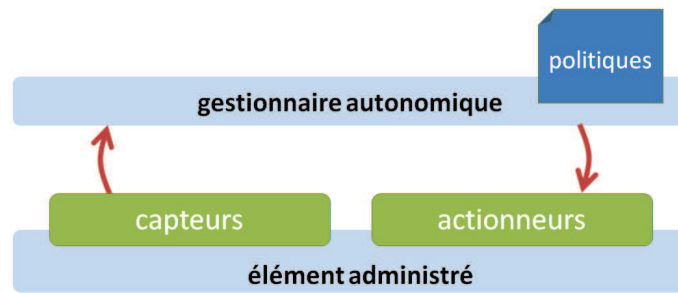 politiques
gestionnaire autonomique
capteurs
actionneurs
élément administré